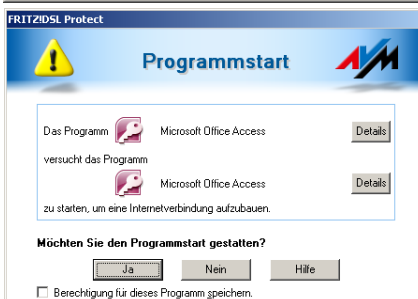 FRITZ!DSL Protect
Programmstart
AVM
Das Programm Microsoft Office Access Details
versucht das Programm
Microsoft Office Access Details
zu starten, um eine Internetverbindung aufzubauen.
Möchten Sie den Programmstart gestatten?
Ja Nein Hilfe
Berechtigung für dieses Programm speichern.